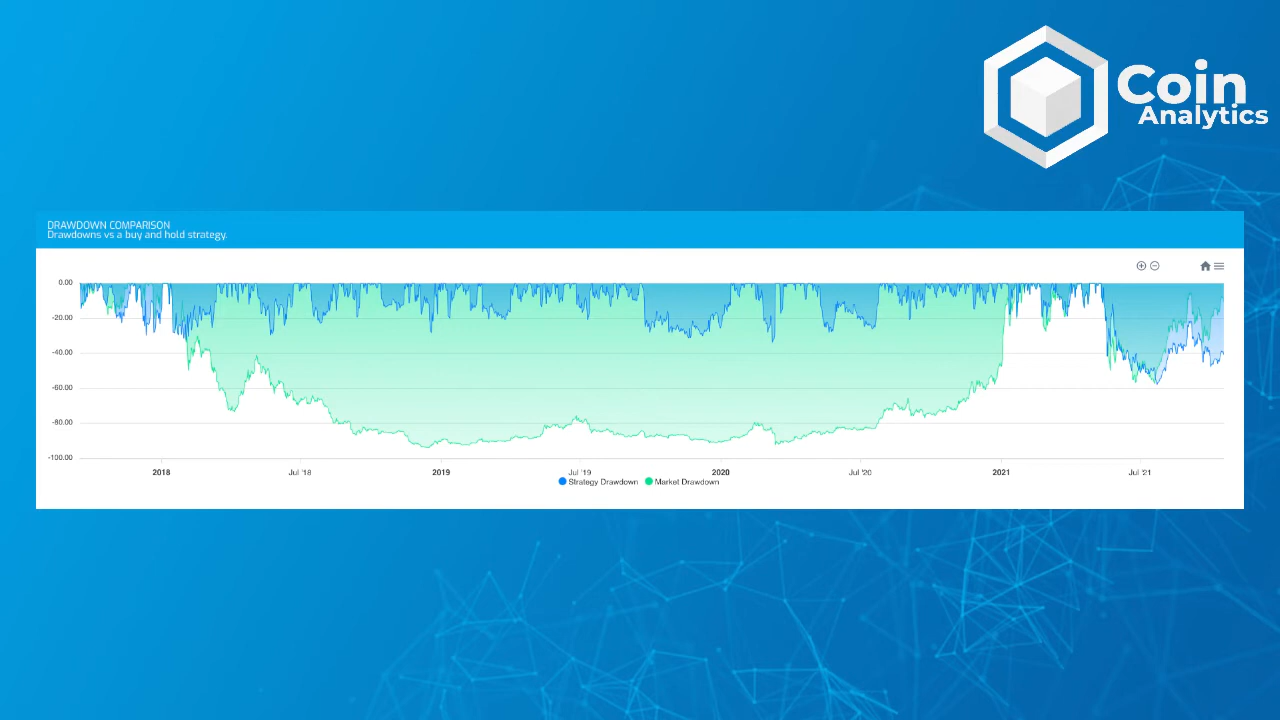 Coin
Analytics
DRAWDOWN COMPARISON
Drawdowns vs a buy and hold strategy.
0.00
-20.00
-40.00
-60.00
-80.00
-100.00
2018 Jul '18 2019 Jul '19 2020 Jul '20 2021 Jul '21
Strategy Drawdown Market Drawdown